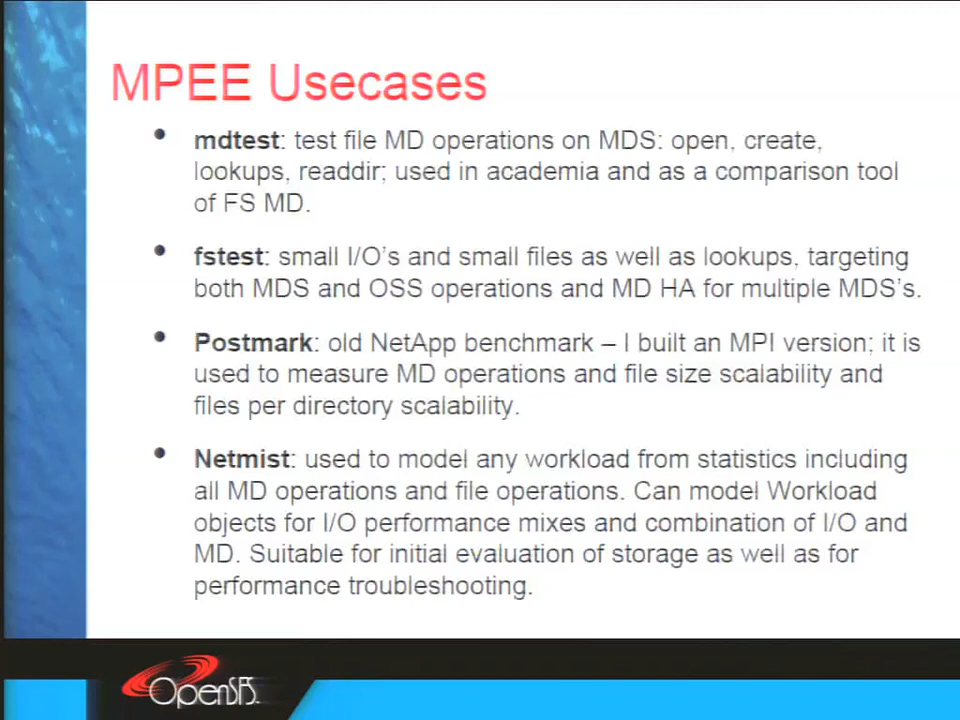 MPEE Usecases
• mdtest: test file MD operations on MDS: open, create,
lookups, readdir; used in academia and as a comparison tool
of FS MD.
• fstest: small I/O's and small files as well as lookups, targeting
both MDS and OSS operations and MD HA for multiple MDS's.
• Postmark: old NetApp benchmark – I built an MPI version; it is
used to measure MD operations and file size scalability and
files per directory scalability.
• Netmist: used to model any workload from statistics including
all MD operations and file operations. Can model Workload
objects for I/O performance mixes and combination of I/O and
MD. Suitable for initial evaluation of storage as well as for
performance troubleshooting.
OpenSFS